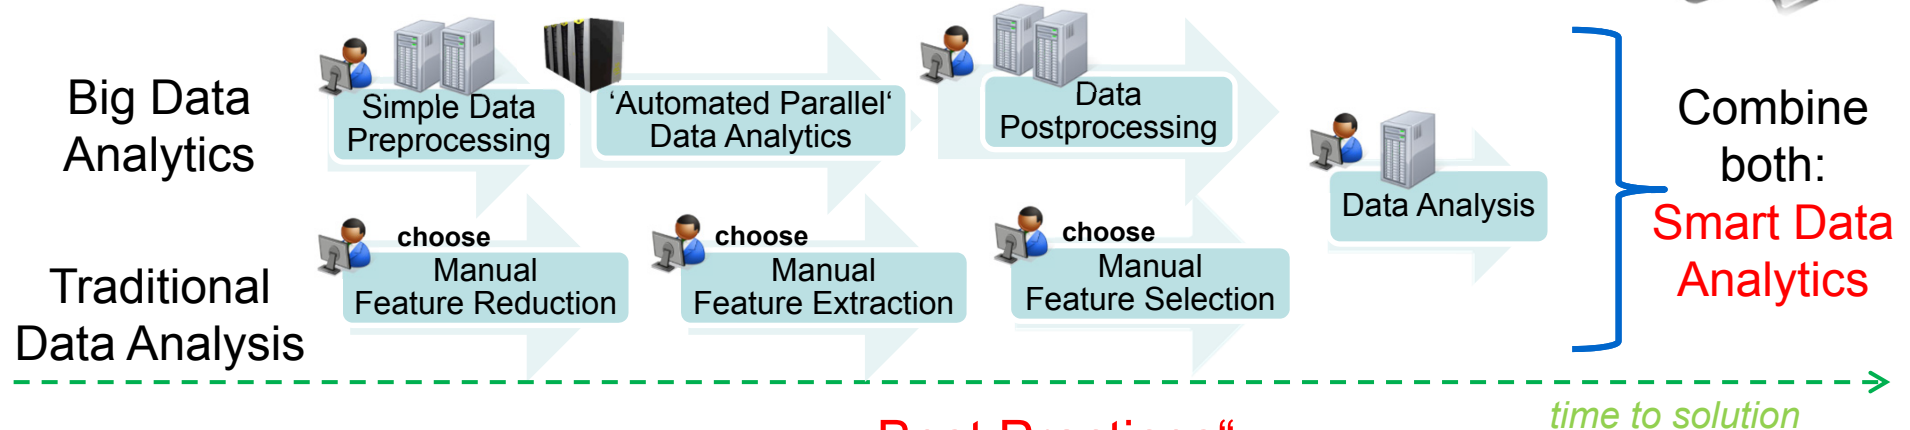 Big Data
Analytics
Simple Data
Preprocessing
‘Automated Parallel‘
Data Analytics
Data
Postprocessing
Data Analysis
Combine
both:
Smart Data
Analytics
Traditional
Data Analysis
choose
Manual
Feature Reduction
choose
Manual
Feature Extraction
choose
Manual
Feature Selection
time to solution